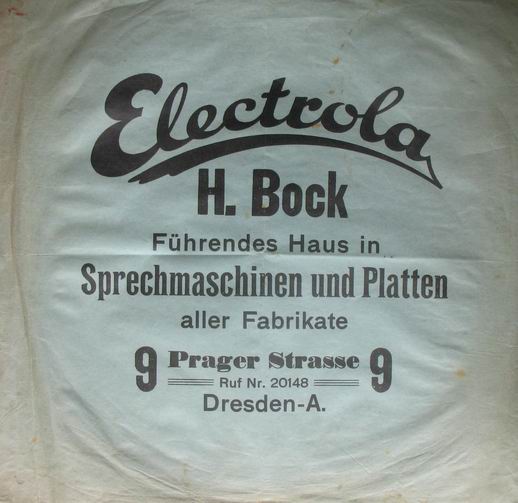 Electrola
H. Bock
Führendes Haus in
Sprechmaschinen und Platten
aller Fabrikate
9 Prager Strasse 9
Ruf Nr. 20148
Dresden-A.